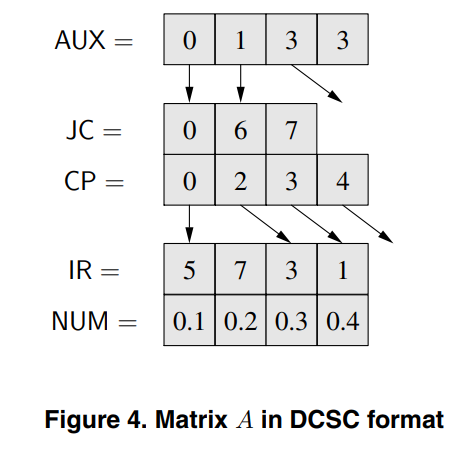 AUX = 0 1 3 3
JC = 0 6 7
CP = 0 2 3 4
IR = 5 7 3 1
NUM = 0.1 0.2 0.3 0.4
Figure 4. Matrix A in DCSC format